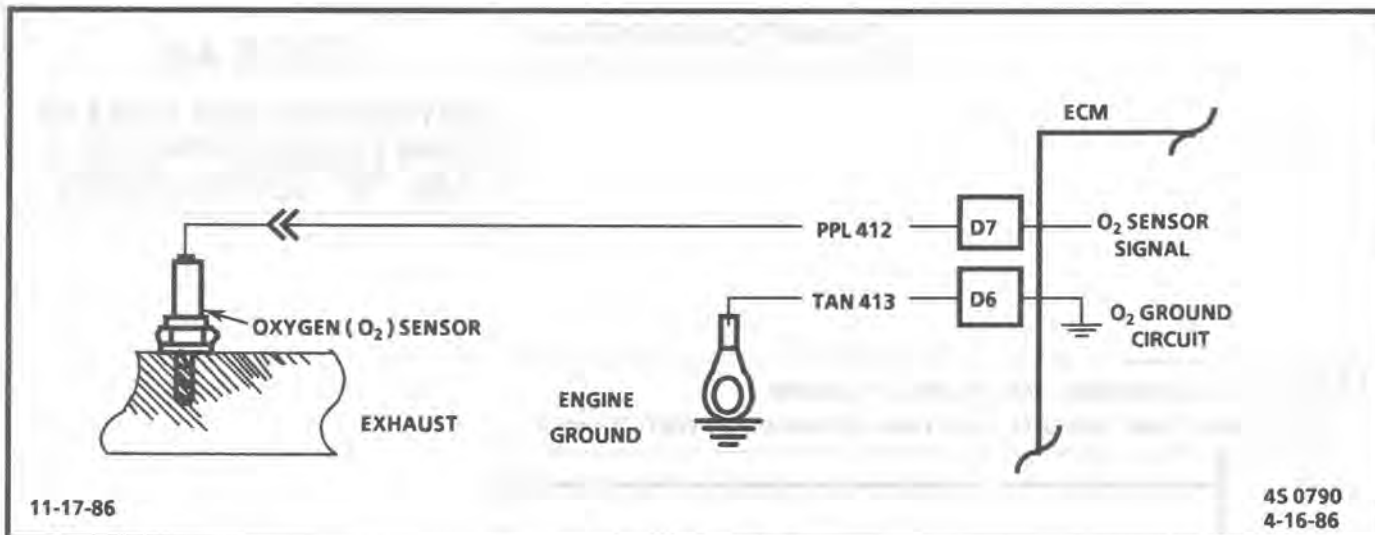 ECM
PPL 412
D7
O₂ SENSOR
SIGNAL
TAN 413
D6
O₂ GROUND
CIRCUIT
OXYGEN ( O₂ ) SENSOR
EXHAUST
ENGINE
GROUND
11-17-86
4S 0790
4-16-86